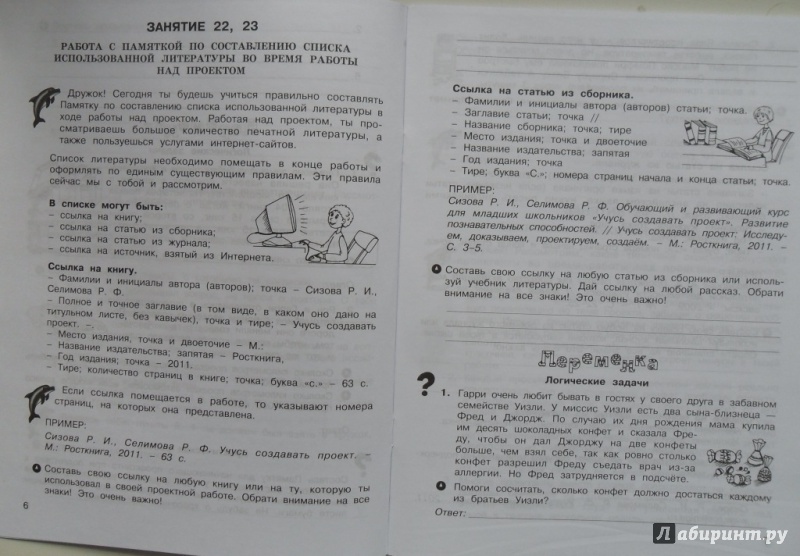 ЗАНЯТИЕ 22, 23
РАБОТА С ПАМЯТКОЙ ПО СОСТАВЛЕНИЮ СПИСКА
ИСПОЛЬЗОВАННОЙ ЛИТЕРАТУРЫ ВО ВРЕМЯ РАБОТЫ
НАД ПРОЕКТОМ
Дружок! Сегодня ты будешь учиться правильно составлять
Памятку по составлению списка использованной литературы в
ходе работы над проектом. Работая над проектом, ты про-
сматриваешь большое количество печатной литературы, а
также пользуешься услугами интернет-сайтов.
Список литературы необходимо помещать в конце работы и
оформлять по единым существующим правилам. Эти правила
сейчас мы с тобой и рассмотрим.
В списке могут быть:
– ссылка на книгу;
– ссылка на статью из сборника;
– ссылка на статью из журнала;
– ссылка на источник, взятый из Интернета.
Ссылка на книгу.
– Фамилии и инициалы автора (авторов); точка – Сизова Р. И.,
Селимова Р. Ф.
– Полное и точное заглавие (в том виде, в каком оно дано на
титульном листе, без кавычек), точка и тире; – Учусь создавать
проект. –.
– Место издания, точка и двоеточие – М.:
– Название издательства; запятая – Росткнига,
– Год издания; точка – 2011.
– Тире; количество страниц в книге; точка; буква «с.» – 63 с.
Если ссылка помещается в работе, то указывают номера
страниц, на которых она представлена.
ПРИМЕР:
Сизова Р. И., Селимова Р. Ф. Учусь создавать проект. –
М.: Росткнига, 2011. – 63 с.
Составь свою ссылку на любую книгу или на ту, которую ты
использовал в своей проектной работе. Обрати внимание на все
знаки! Это очень важно!
6
Ссылка на статью из сборника.
– Фамилии и инициалы автора (авторов) статьи; точка.
– Заглавие статьи; точка //
– Название сборника; точка; тире
– Место издания; точка и двоеточие
– Название издательства; запятая
– Год издания; точка
– Тире; буква «С.»; номера страниц начала и конца статьи; точка.
ПРИМЕР:
Сизова Р. И., Селимова Р. Ф. Обучающий и развивающий курс
для младших школьников «Учусь создавать проект». Развитие
познавательных способностей. // Учусь создавать проект: Исследу-
ем, доказываем, проектируем, создаём. – М.: Росткнига, 2011. –
С. 3–5.
Составь свою ссылку на любую статью из сборника или исполь-
зуй учебник литературы. Дай ссылку на любой рассказ. Обрати
внимание на все знаки! Это очень важно!
Переменка
Логические задачи
? 1. Гарри очень любит бывать в гостях у своего друга в забавном
семействе Уизли. У миссис Уизли есть два сына-близнеца —
Фред и Джордж. По случаю их дня рождения мама купила
им десять шоколадных конфет и сказала Фре-
ду, чтобы он дал Джорджу на две конфеты
больше, чем взял себе, так как ровно столько
конфет разрешил Фреду съедать врач из-за
аллергии. Но Фред затрудняется в подсчёте.
Помоги сосчитать, сколько конфет должно достаться каждому
из братьев Уизли?
Ответ:
Лабиринт.ру